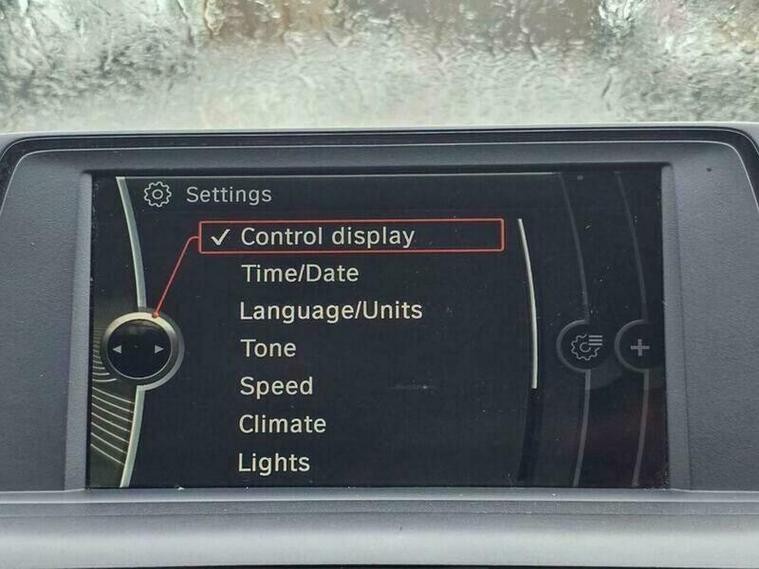 Settings
✓ Control display
Time/Date
Language/Units
Tone
Speed
Climate
Lights